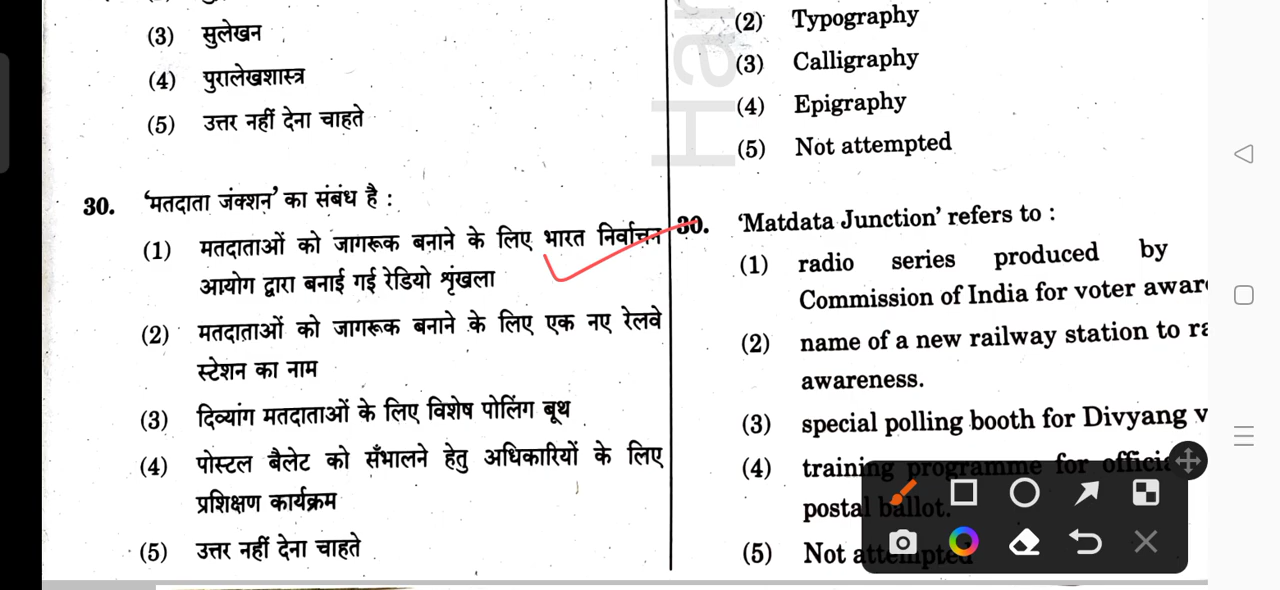 (3) सुलेखन
(4) पुरालेखशास्त्र
(5) उत्तर नहीं देना चाहते
30. 'मतदाता जंक्शन' का संबंध है :
(1) मतदाताओं को जागरूक बनाने के लिए भारत निर्वाचन
आयोग द्वारा बनाई गई रेडियो शृंखला
(2) मतदाताओं को जागरूक बनाने के लिए एक नए रेलवे
स्टेशन का नाम
(3) दिव्यांग मतदाताओं के लिए विशेष पोलिंग बूथ
(4) पोस्टल बैलेट को सँभालने हेतु अधिकारियों के लिए
प्रशिक्षण कार्यक्रम
(5) उत्तर नहीं देना चाहते
(2) Typography
(3) Calligraphy
(4) Epigraphy
(5) Not attempted
30. 'Matdata Junction' refers to :
(1) radio series produced by
Commission of India for voter
(2) name of a new railway station to
awareness.
(3) special polling booth for Divyang
(4) training programme for
postal ballot.
(5) Not attempted
Har